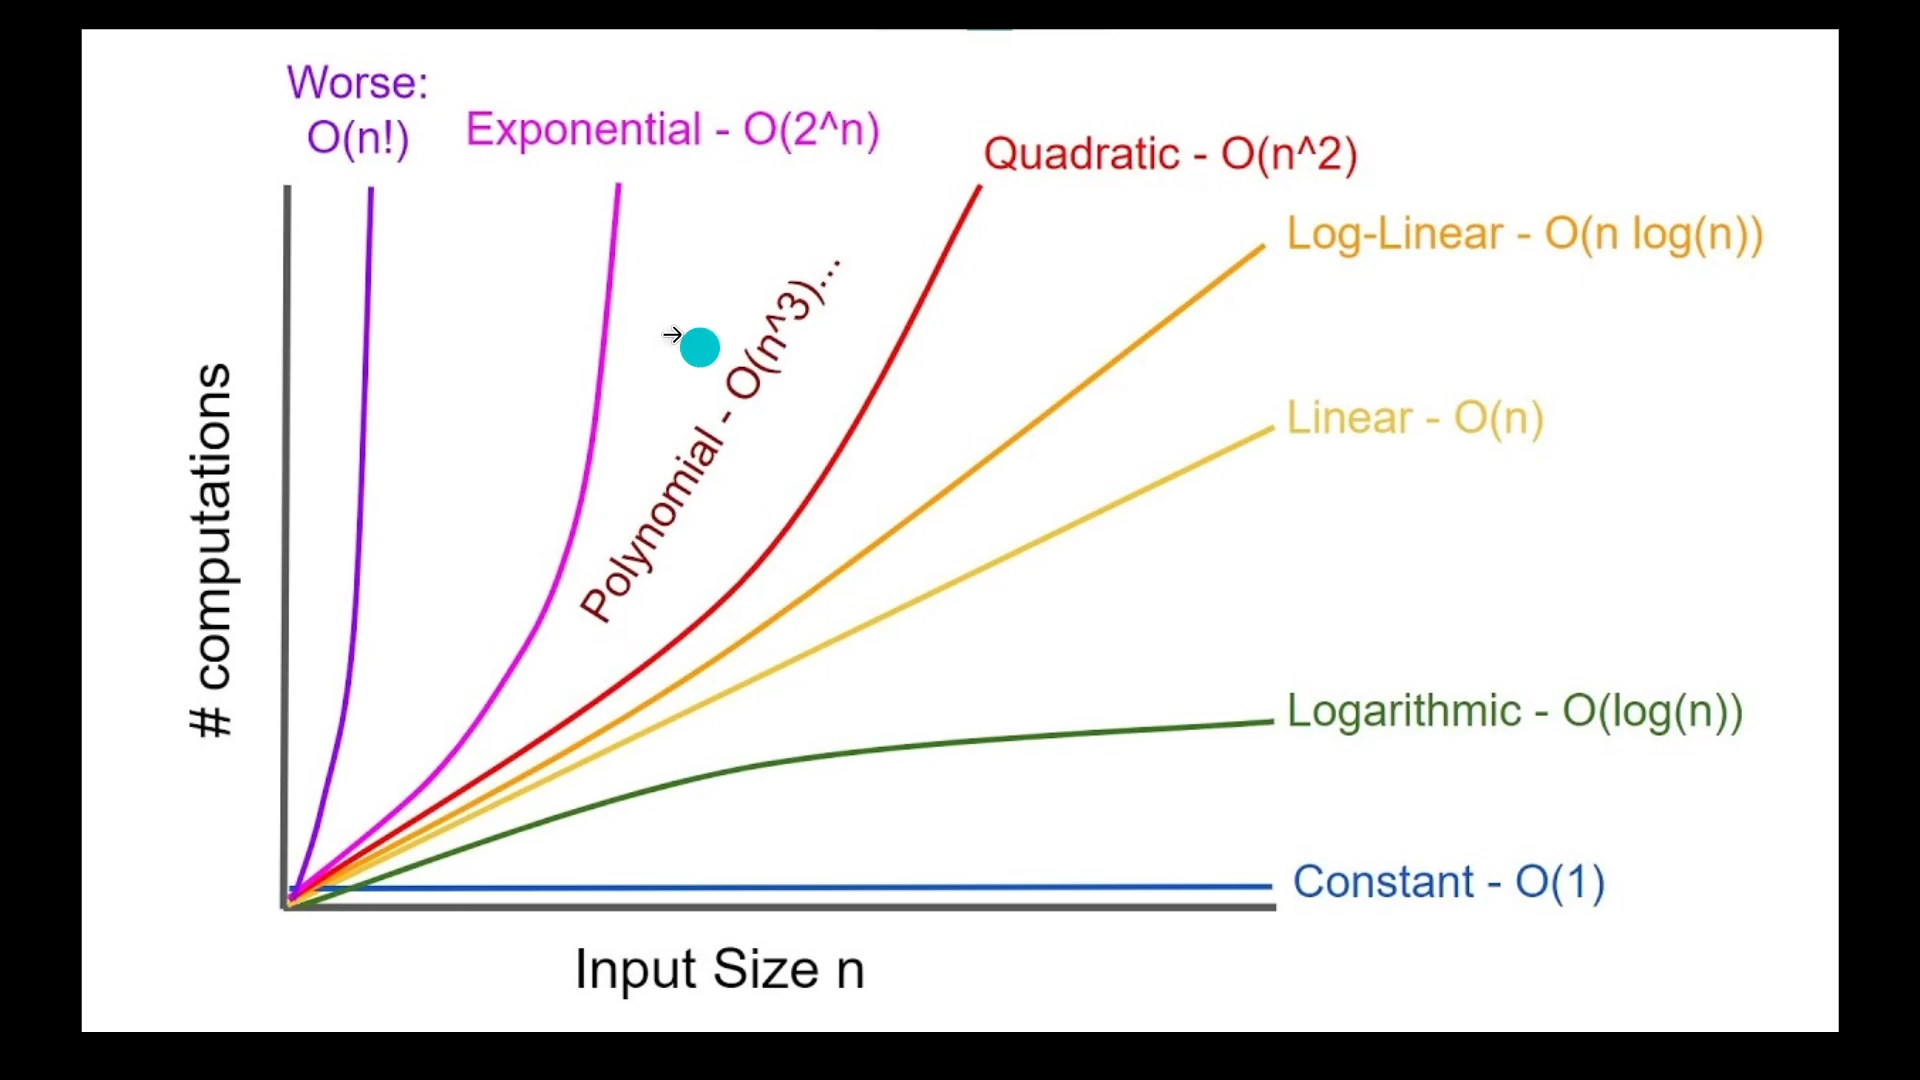 Worse:
O(n!)
Exponential - O(2^n)
Quadratic - O(n^2)
Log-Linear - O(n log(n))
Polynomial - O(n^3)...
Linear - O(n)
Logarithmic - O(log(n))
Constant - O(1)
# computations
Input Size n